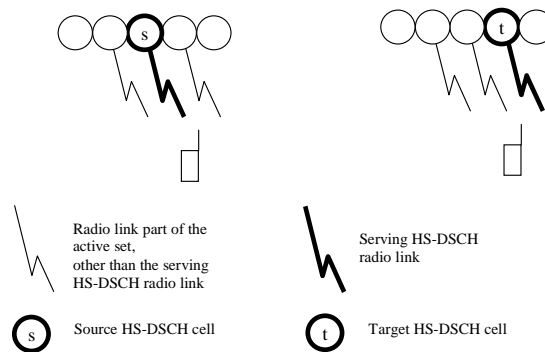 s
t
Radio link part of the
active set,
other than the serving
HS-DSCH radio link
Serving HS-DSCH
radio link
s
Source HS-DSCH cell
t
Target HS-DSCH cell